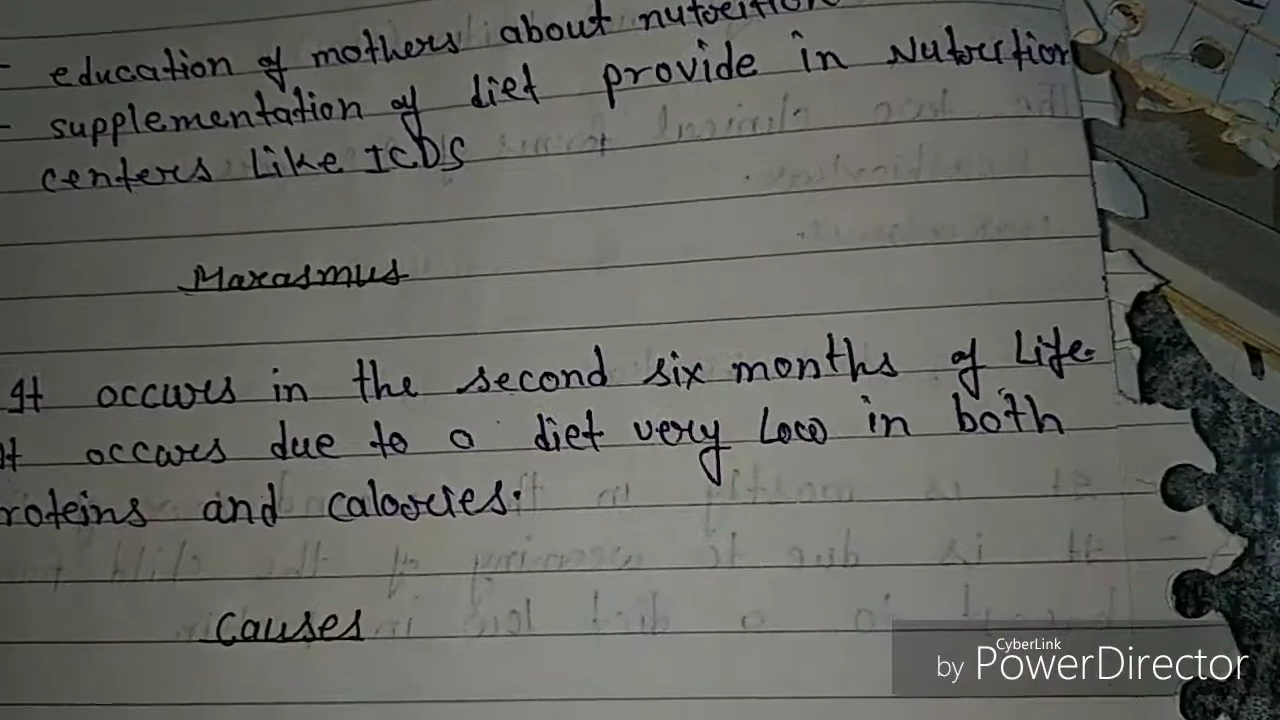 - education of mothers about nutrition
- supplementation of diet provide in Nutrition
centers Like ICDS
Marasmus
It occurs in the second six months of Life.
It occurs due to a diet very Low in both
roteins and calories.
causes
CyberLink
by PowerDirector